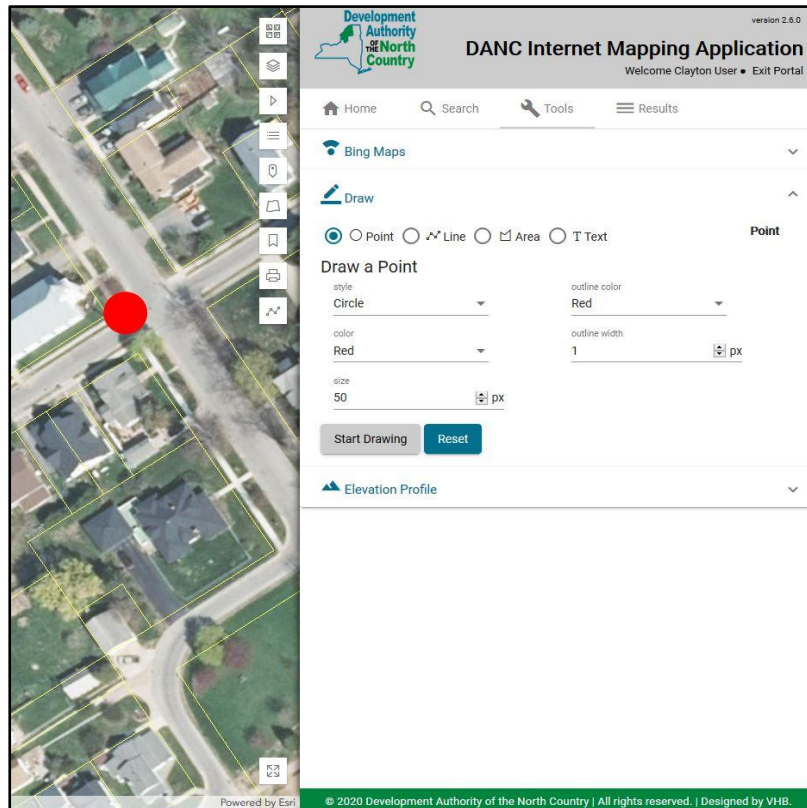 Development
Authority
OF
THE North
Country
version 2.6.0
DANC Internet Mapping Application
Welcome Clayton User ● Exit Portal
Home Search Tools Results
Bing Maps
Draw
Point Line Area T Text Point
Draw a Point
style outline color
Circle Red
color outline width
Red 1 px
size
50 px
Start Drawing Reset
Elevation Profile
Powered by Esri
© 2020 Development Authority of the North Country | All rights reserved. | Designed by VHB.